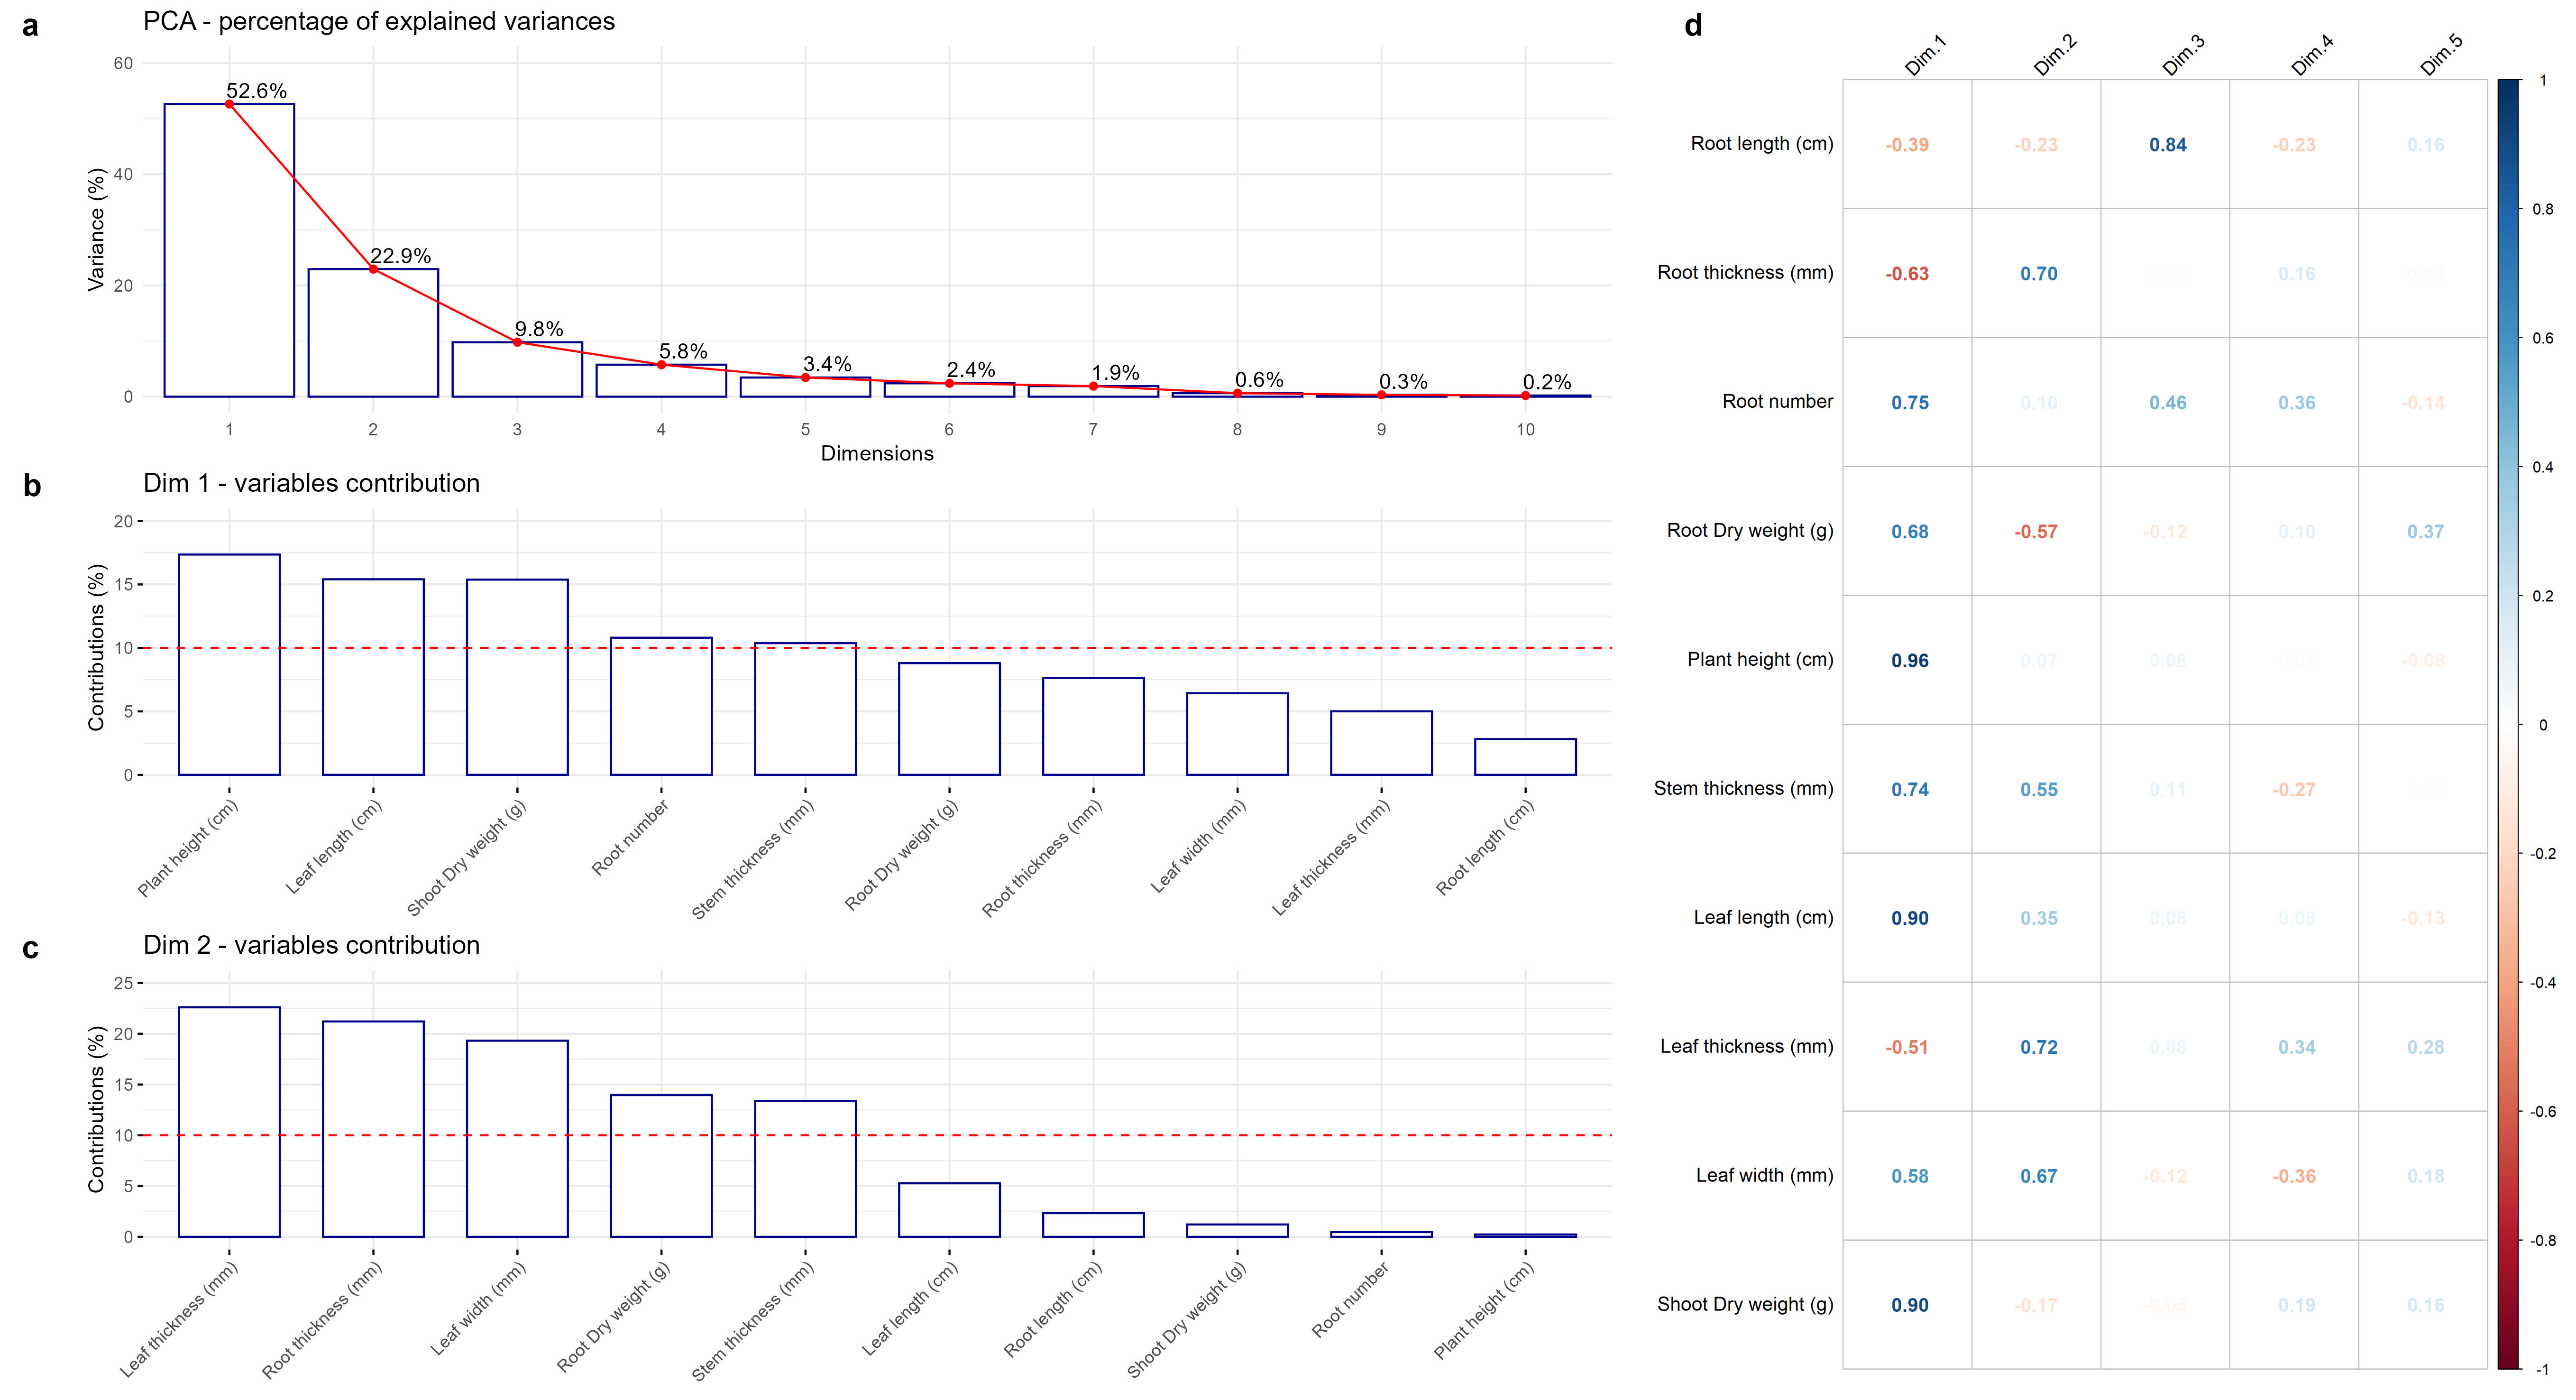 a
PCA - percentage of explained variances
Variance (%)
60
40
20
0
52.6%
22.9%
9.8%
5.8%
3.4%
2.4%
1.9%
0.6%
0.3%
0.2%
1 2 3 4 5 6 7 8 9 10
Dimensions
b
Dim 1 - variables contribution
Contributions (%)
20
15
10
5
0
Plant height (cm)
Leaf length (cm)
Shoot Dry weight (g)
Root number
Stem thickness (mm)
Root Dry weight (g)
Root thickness (mm)
Leaf width (mm)
Leaf thickness (mm)
Root length (cm)
c
Dim 2 - variables contribution
Contributions (%)
25
20
15
10
5
0
Leaf thickness (mm)
Root thickness (mm)
Leaf width (mm)
Root Dry weight (g)
Stem thickness (mm)
Leaf length (cm)
Root length (cm)
Shoot Dry weight (g)
Root number
Plant height (cm)
d
Dim.1 Dim.2 Dim.3 Dim.4 Dim.5
Root length (cm) -0.39 -0.23 0.84 -0.23 0.16
Root thickness (mm) -0.63 0.70 0.16 0.02
Root number 0.75 0.10 0.46 0.36 -0.14
Root Dry weight (g) 0.68 -0.57 -0.12 0.10 0.37
Plant height (cm) 0.96 0.07 0.08 -0.08
Stem thickness (mm) 0.74 0.55 0.11 -0.27
Leaf length (cm) 0.90 0.35 0.08 0.08 -0.13
Leaf thickness (mm) -0.51 0.72 0.08 0.34 0.28
Leaf width (mm) 0.58 0.67 -0.12 -0.36 0.18
Shoot Dry weight (g) 0.90 -0.17 -0.05 0.19 0.16
1
0.8
0.6
0.4
0.2
0
-0.2
-0.4
-0.6
-0.8
-1